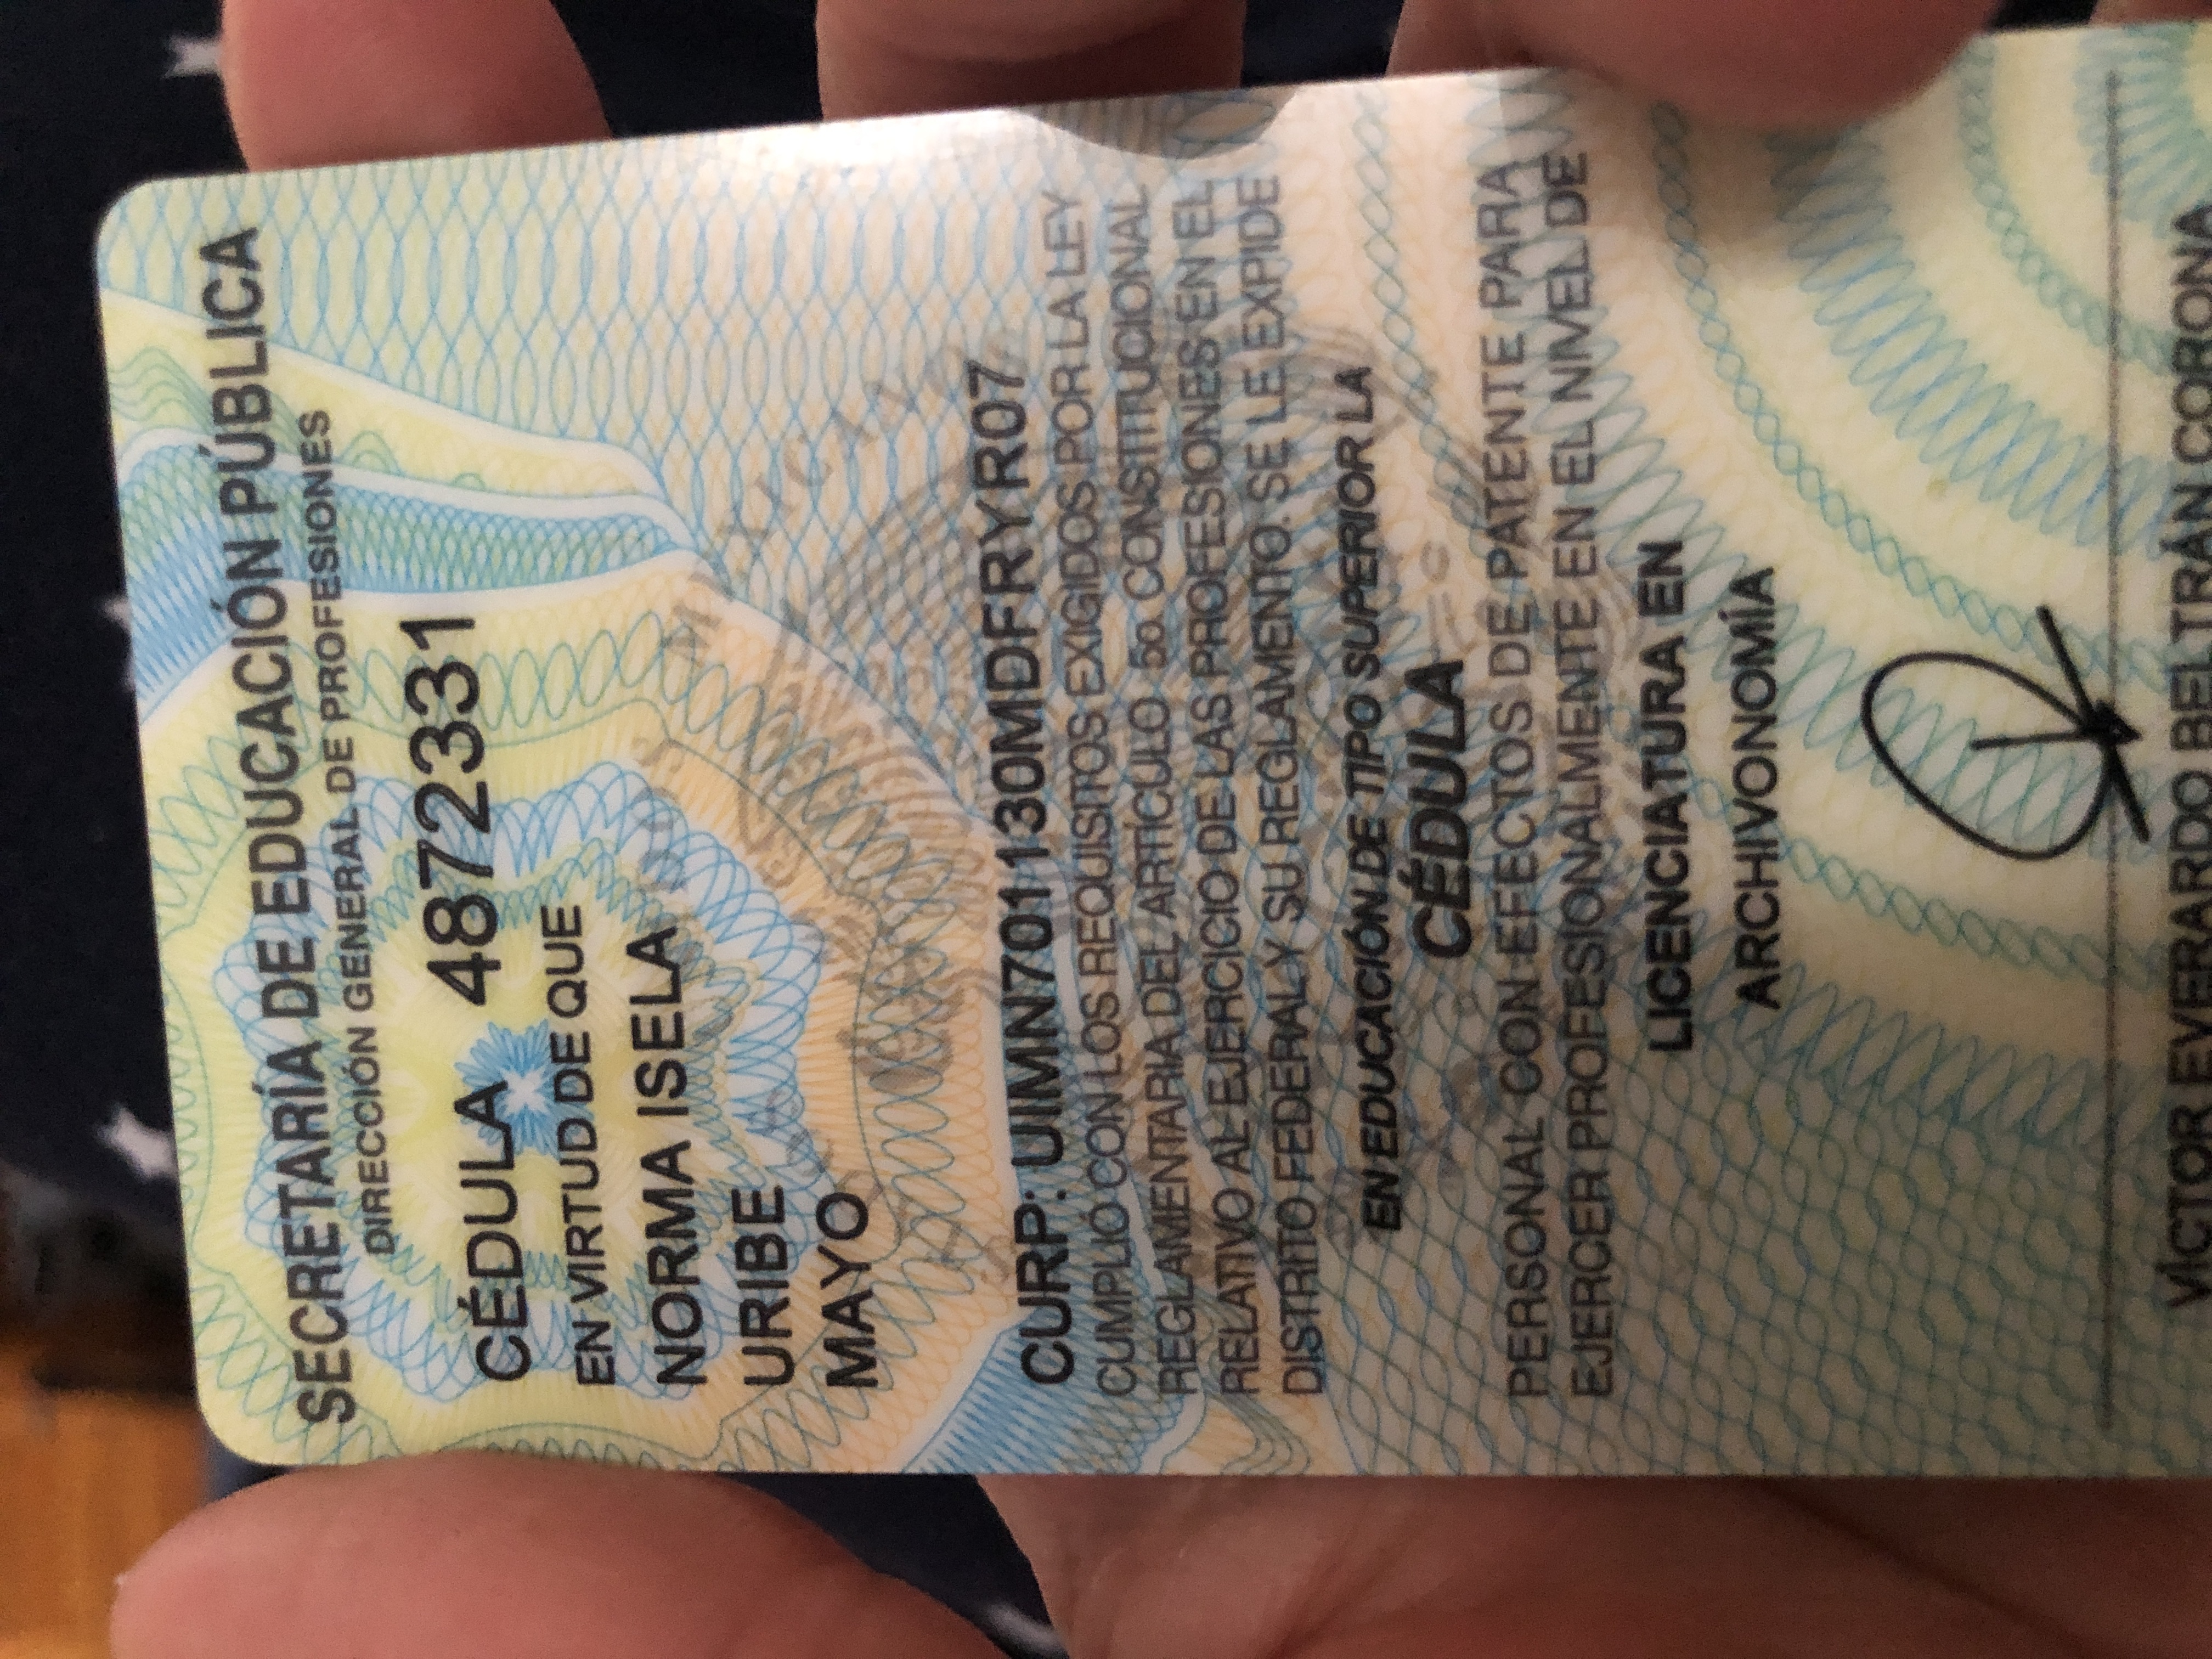 SECRETARÍA DE EDUCACIÓN PÚBLICA
DIRECCIÓN GENERAL DE PROFESIONES
CÉDULA 4872331
EN VIRTUD DE QUE
NORMA ISELA
URIBE
MAYO
CURP: UIMN701130MDFRYR07
CUMPLIÓ CON LOS REQUISITOS EXIGIDOS POR LA LEY
REGLAMENTARIA DEL ARTÍCULO 5o. CONSTITUCIONAL
RELATIVO AL EJERCICIO DE LAS PROFESIONES EN EL
DISTRITO FEDERAL Y SU REGLAMENTO. SE LE EXPIDE
EN EDUCACIÓN DE TIPO SUPERIOR LA
CÉDULA
PERSONAL CON EFECTOS DE PATENTE PARA
EJERCER PROFESIONALMENTE EN EL NIVEL DE
LICENCIATURA EN
ARCHIVONOMÍA
VÍCTOR EVERARDO BELTRÁN CORONA